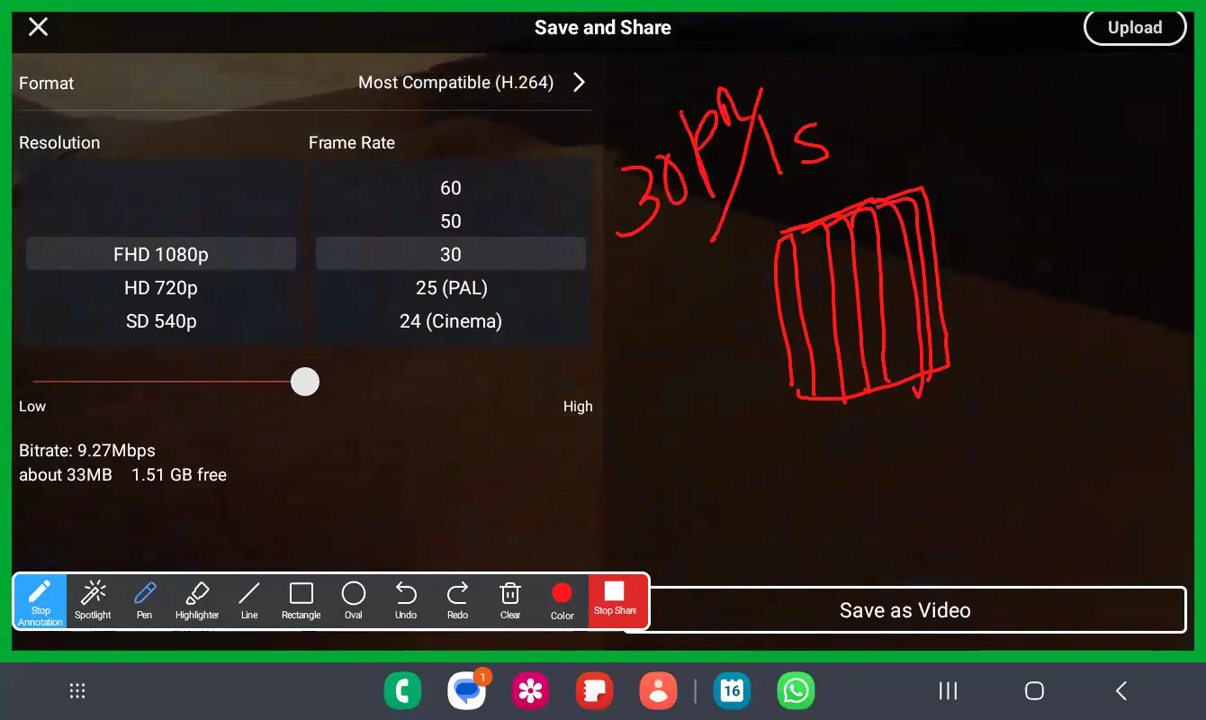 Save and Share
Upload
Format
Most Compatible (H.264)
Resolution
Frame Rate
FHD 1080p
HD 720p
SD 540p
60
50
30
25 (PAL)
24 (Cinema)
Low
High
Bitrate: 9.27Mbps
about 33MB 1.51 GB free
30
s
Stop Annotation
Spotlight
Pen
Highlighter
Line
Rectangle
Oval
Undo
Redo
Clear
Color
Stop Share
Save as Video
1
16